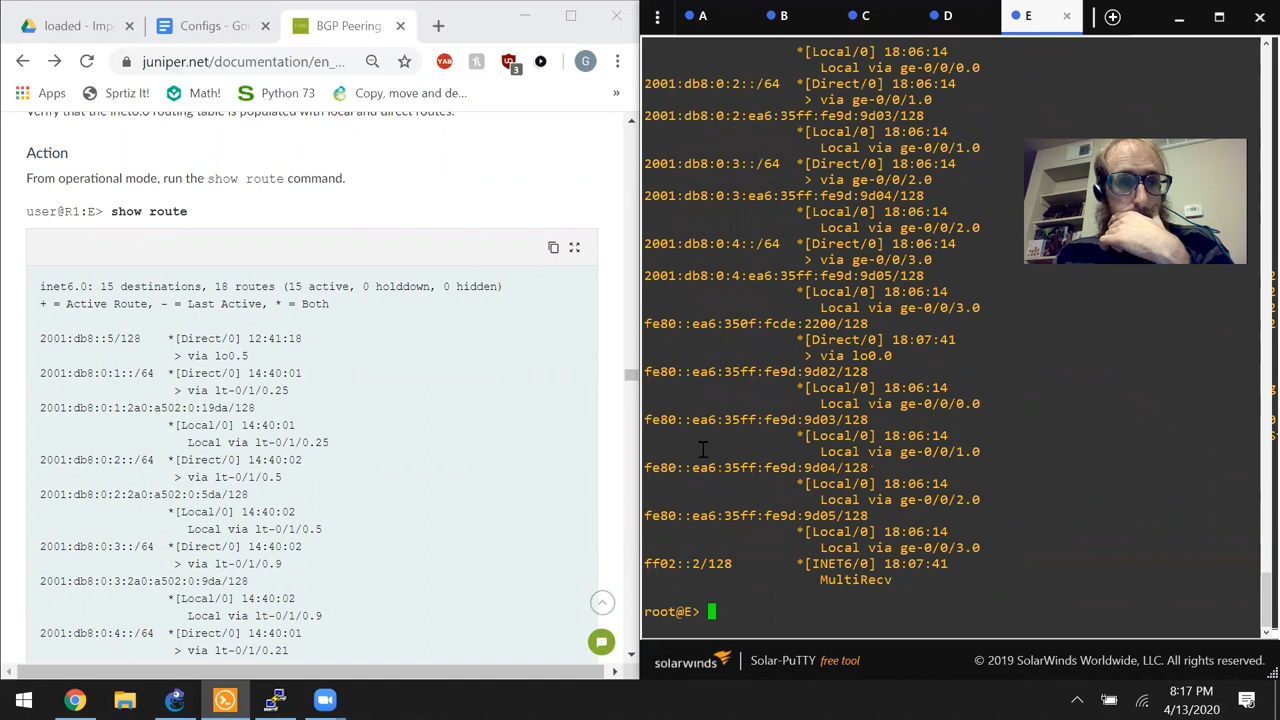 loaded - Imp
Configs - Goo
BGP Peering
juniper.net/documentation/en_...
YAB
3
G
Apps
Sprtit!
Math
Python 73
Copy, move and de...
»
Verify that the inet6.0 routing table is populated with local and direct routes.
Action
From operational mode, run the show route command.
user@R1:E> show route
inet6.0: 15 destinations, 18 routes (15 active, 0 holddown, 0 hidden)
+ = Active Route, - = Last Active, * = Both
2001:db8::5/128 *[Direct/0] 12:41:18
> via lo0.5
2001:db8:0:1::/64 *[Direct/0] 14:40:01
> via lt-0/1/0.25
2001:db8:0:1:2a0:a502:0:19da/128
*[Local/0] 14:40:01
Local via lt-0/1/0.25
2001:db8:0:2::/64 *[Direct/0] 14:40:02
> via lt-0/1/0.5
2001:db8:0:2:2a0:a502:0:5da/128
*[Local/0] 14:40:02
Local via lt-0/1/0.5
2001:db8:0:3::/64 *[Direct/0] 14:40:02
> via lt-0/1/0.9
2001:db8:0:3:2a0:a502:0:9da/128
*[Local/0] 14:40:02
Local via lt-0/1/0.9
2001:db8:0:4::/64 *[Direct/0] 14:40:01
> via lt-0/1/0.21
A
B
C
D
E
*[Local/0] 18:06:14
Local via ge-0/0/0.0
2001:db8:0:2::/64 *[Direct/0] 18:06:14
> via ge-0/0/1.0
2001:db8:0:2:ea6:35ff:fe9d:9d03/128
*[Local/0] 18:06:14
Local via ge-0/0/1.0
2001:db8:0:3::/64 *[Direct/0] 18:06:14
> via ge-0/0/2.0
2001:db8:0:3:ea6:35ff:fe9d:9d04/128
*[Local/0] 18:06:14
Local via ge-0/0/2.0
2001:db8:0:4::/64 *[Direct/0] 18:06:14
> via ge-0/0/3.0
2001:db8:0:4:ea6:35ff:fe9d:9d05/128
*[Local/0] 18:06:14
Local via ge-0/0/3.0
fe80::ea6:350f:fcde:2200/128
*[Direct/0] 18:07:41
> via lo0.0
fe80::ea6:35ff:fe9d:9d02/128
*[Local/0] 18:06:14
Local via ge-0/0/0.0
fe80::ea6:35ff:fe9d:9d03/128
*[Local/0] 18:06:14
Local via ge-0/0/1.0
fe80::ea6:35ff:fe9d:9d04/128
*[Local/0] 18:06:14
Local via ge-0/0/2.0
fe80::ea6:35ff:fe9d:9d05/128
*[Local/0] 18:06:14
Local via ge-0/0/3.0
ff02::2/128 *[INET6/0] 18:07:41
MultiRecv
root@E>
solarwinds Solar-PuTTY free tool © 2019 SolarWinds Worldwide, LLC. All rights reserved.
8:17 PM
4/13/2020